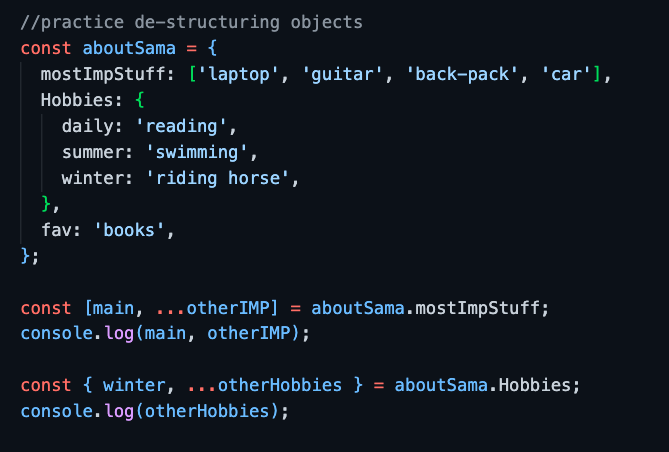 //practice de-structuring objects
const aboutSama = {
  mostImpStuff: ['laptop', 'guitar', 'back-pack', 'car'],
  Hobbies: {
    daily: 'reading',
    summer: 'swimming',
    winter: 'riding horse',
  },
  fav: 'books',
};

const [main, ...otherIMP] = aboutSama.mostImpStuff;
console.log(main, otherIMP);

const { winter, ...otherHobbies } = aboutSama.Hobbies;
console.log(otherHobbies);